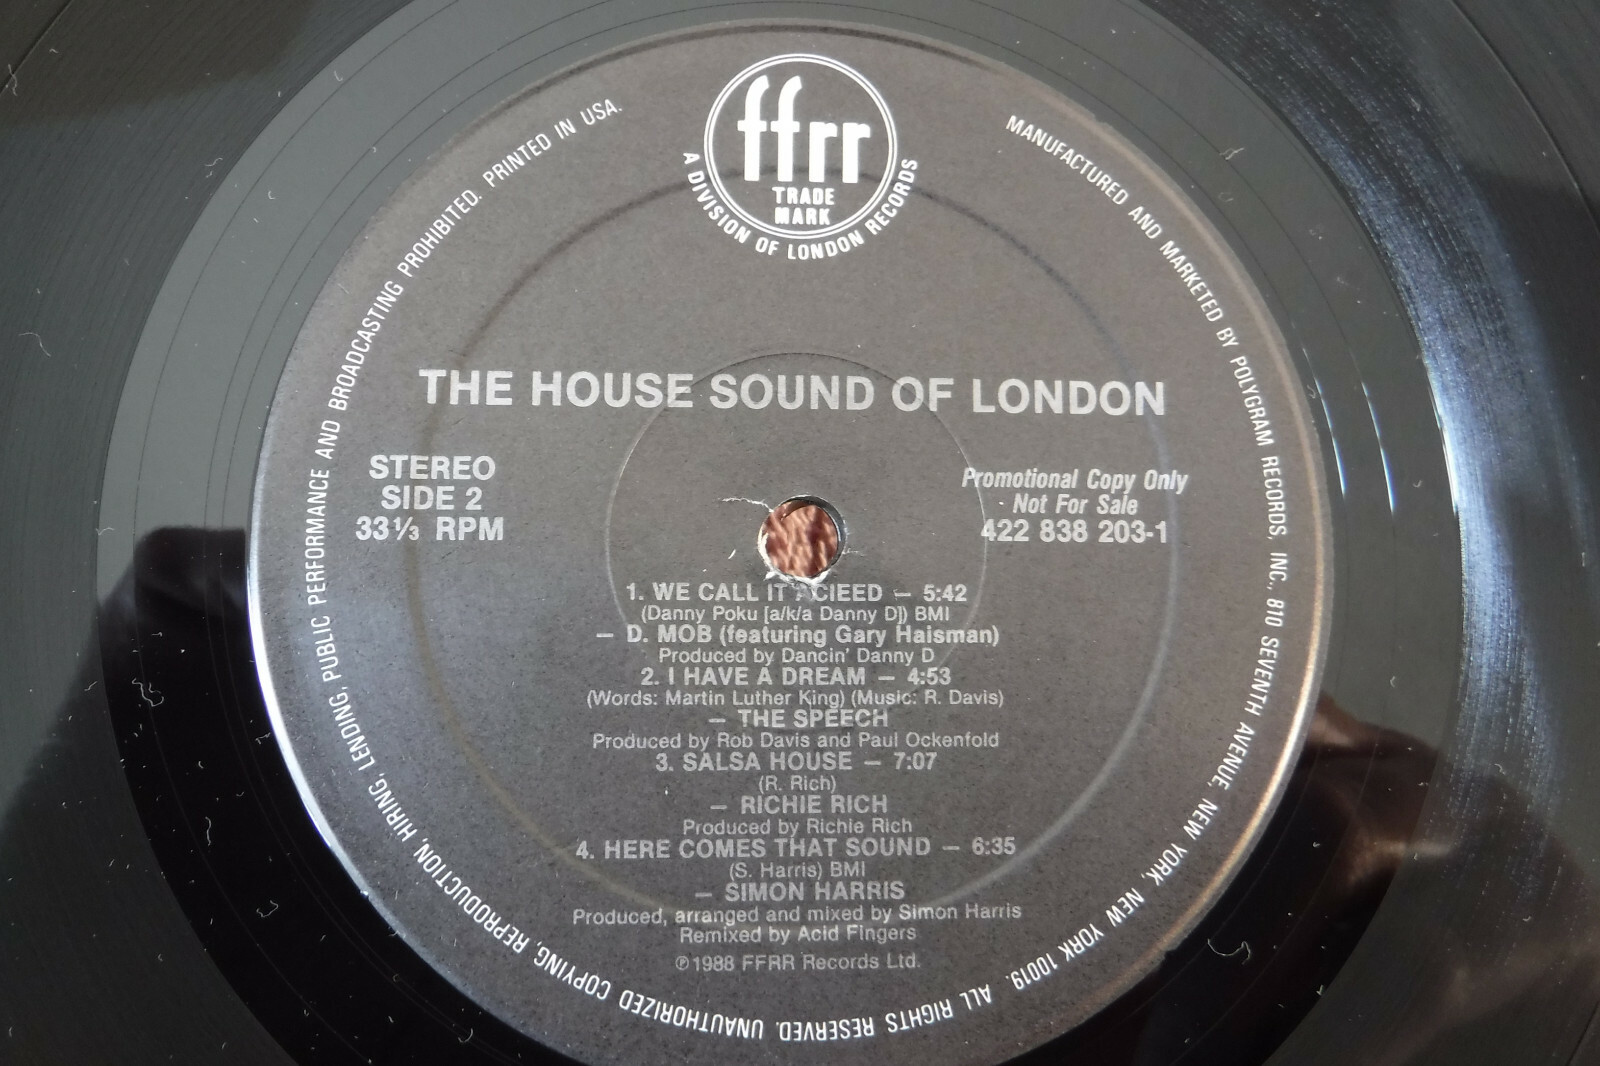 ffrr
TRADE
MARK
A DIVISION OF LONDON RECORDS
MANUFACTURED AND MARKETED BY POLYGRAM RECORDS, INC., 810 SEVENTH AVENUE, NEW YORK, NEW YORK 10019. ALL RIGHTS RESERVED. UNAUTHORIZED COPYING, REPRODUCTION, HIRING, LENDING, PUBLIC PERFORMANCE AND BROADCASTING PROHIBITED. PRINTED IN USA.
THE HOUSE SOUND OF LONDON
STEREO
SIDE 2
33⅓ RPM
Promotional Copy Only
Not For Sale
422 838 203-1
1. WE CALL IT ACIEED – 5:42
(Danny Poku [a/k/a Danny D]) BMI
– D. MOB (featuring Gary Haisman)
Produced by Dancin' Danny D
2. I HAVE A DREAM – 4:53
(Words: Martin Luther King) (Music: R. Davis)
– THE SPEECH
Produced by Rob Davis and Paul Ockenfold
3. SALSA HOUSE – 7:07
(R. Rich)
– RICHIE RICH
Produced by Richie Rich
4. HERE COMES THAT SOUND – 6:35
(S. Harris) BMI
– SIMON HARRIS
Produced, arranged and mixed by Simon Harris
Remixed by Acid Fingers
℗1988 FFRR Records Ltd.